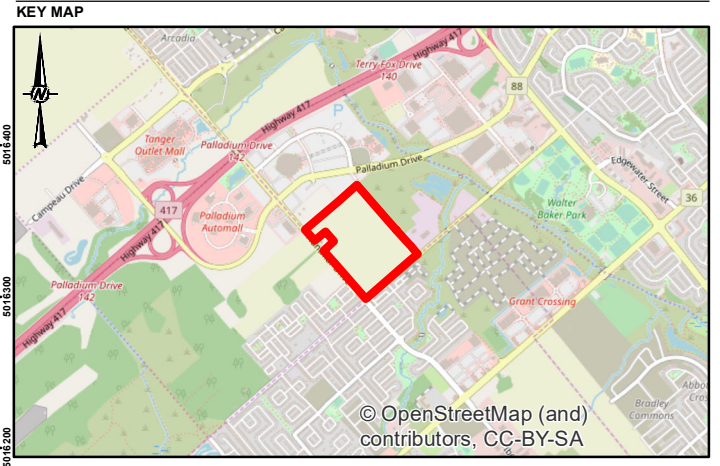 KEY MAP
Arcadia
Highway 417
Terry Fox Drive
140
88
N
5016400
Highway 417
P
Tanger
Outlet Mall
Palladium Drive
142
Palladium Drive
Edgewater Street
Campeau Drive
417
Palladium
Automall
Walter
Baker Park
36
Highway 417
5016300
Palladium Drive
142
Grant Crossing
Highway 417
Bradley
Commons
© OpenStreetMap (and)
contributors, CC-BY-SA
5016200